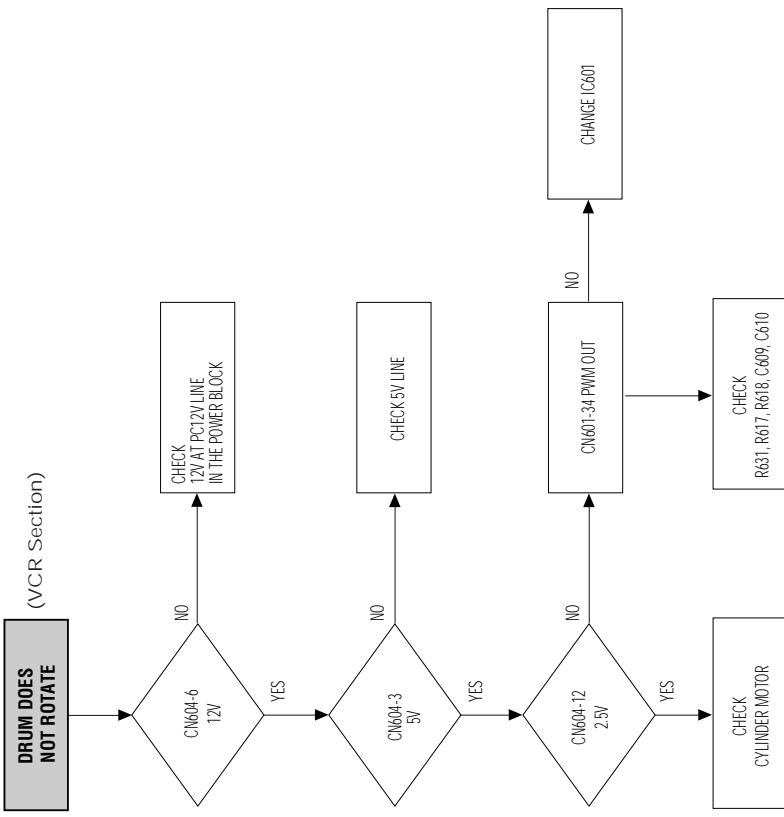 DRUM DOES
NOT ROTATE
(VCR Section)
CN604-6
12V
NO
CHECK
12V AT PC12V LINE
IN THE POWER BLOCK
YES
CN604-3
5V
NO
CHECK 5V LINE
YES
CN604-12
2.5V
NO
CN601-34 PWM OUT
NO
CHANGE IC601
YES
CHECK
CYLINDER MOTOR
CHECK
R631, R617, R618, C609, C610